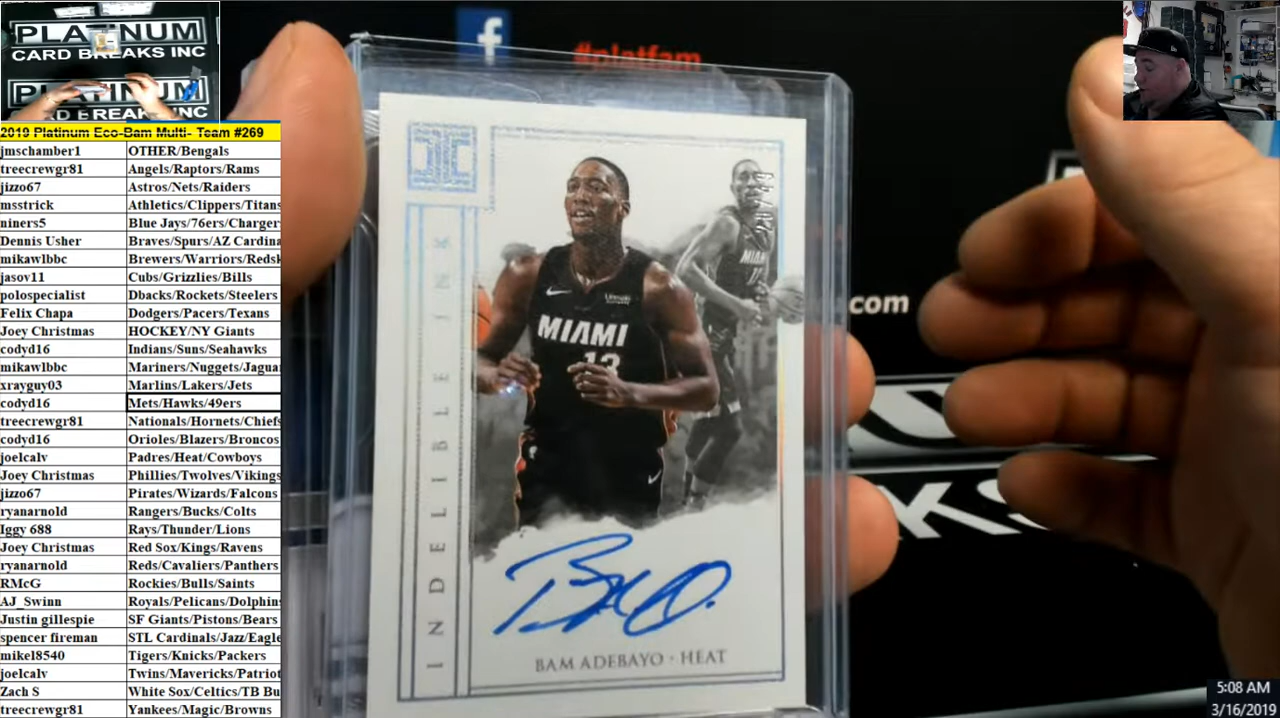 PLATINUM
CARD BREAKS INC
PLATINUM
CARD BREAKS INC
2019 Platinum Eco-Bam Multi- Team #269
jmschamber1 OTHER/Bengals
treecrewgr81 Angels/Raptors/Rams
jizzo67 Astros/Nets/Raiders
msstrick Athletics/Clippers/Titans
niners5 Blue Jays/76ers/Charger
Dennis Usher Braves/Spurs/AZ Cardina
mikawlbbc Brewers/Warriors/Redsk
jasov11 Cubs/Grizzlies/Bills
polospecialist Dbacks/Rockets/Steelers
Felix Chapa Dodgers/Pacers/Texans
Joey Christmas HOCKEY/NY Giants
codyd16 Indians/Suns/Seahawks
mikawlbbc Mariners/Nuggets/Jagua
xrayguy03 Marlins/Lakers/Jets
codyd16 Mets/Hawks/49ers
treecrewgr81 Nationals/Hornets/Chiefs
codyd16 Orioles/Blazers/Broncos
joelcalv Padres/Heat/Cowboys
Joey Christmas Phillies/Twolves/Vikings
jizzo67 Pirates/Wizards/Falcons
ryanarnold Rangers/Bucks/Colts
Iggy 688 Rays/Thunder/Lions
Joey Christmas Red Sox/Kings/Ravens
ryanarnold Reds/Cavaliers/Panthers
RMcG Rockies/Bulls/Saints
AJ_Swinn Royals/Pelicans/Dolphin
Justin gillespie SF Giants/Pistons/Bears
spencer fireman STL Cardinals/Jazz/Eagle
mikel8540 Tigers/Knicks/Packers
joelcalv Twins/Mavericks/Patriot
Zach S White Sox/Celtics/TB Bu
treecrewgr81 Yankees/Magic/Browns
f
#platfam
.com
INDELIBLE INK
MIAMI
13
BAM ADEBAYO · HEAT
5:08 AM
3/16/2019